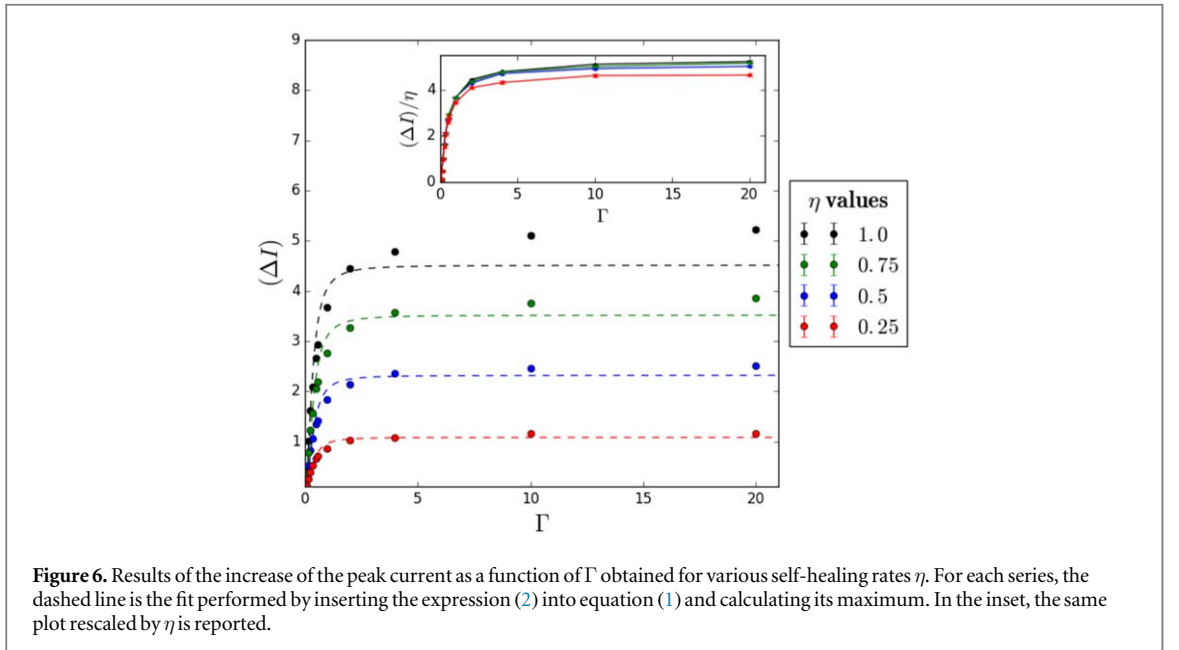 9
8
7
6
5
4
3
2
1
(ΔI)
0 5 10 15 20
Γ
4
2
0
(ΔI)/η
0 5 10 15 20
Γ
η values
1.0
0.75
0.5
0.25
Figure 6. Results of the increase of the peak current as a function of Γ obtained for various self-healing rates η. For each series, the
dashed line is the fit performed by inserting the expression (2) into equation (1) and calculating its maximum. In the inset, the same
plot rescaled by η is reported.